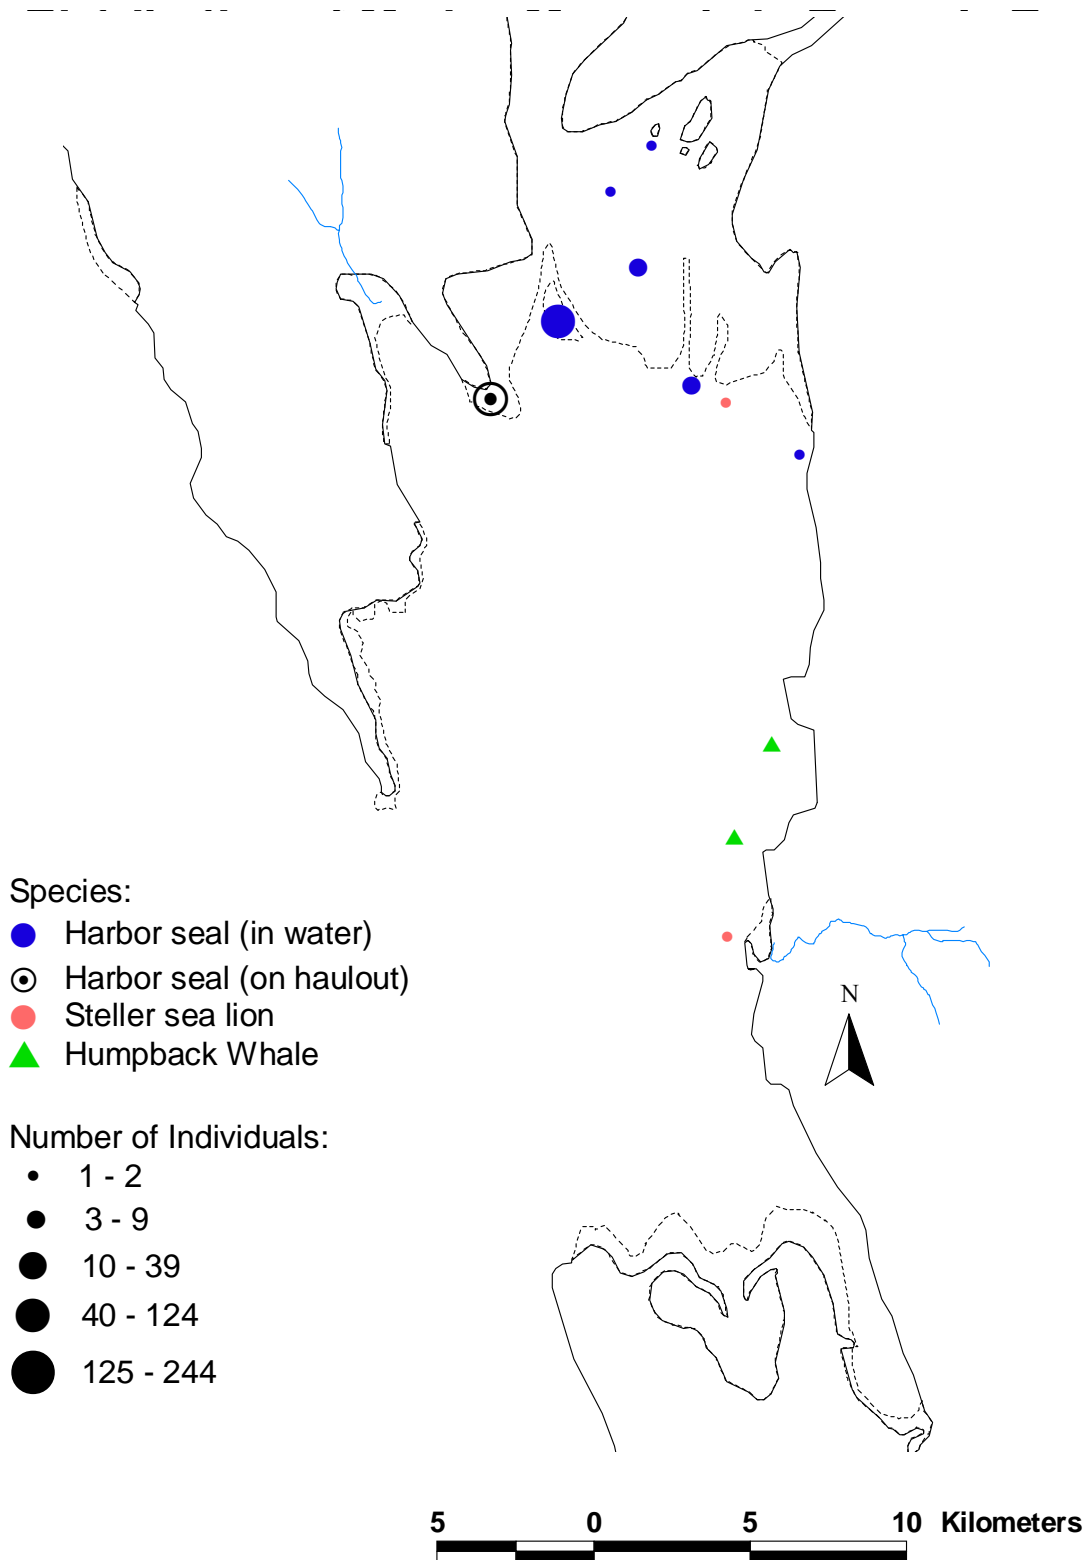 N
Species:
Harbor seal (in water)
Harbor seal (on haulout)
Steller sea lion
Humpback Whale
Number of Individuals:
1 - 2
3 - 9
10 - 39
40 - 124
125 - 244
5 0 5 10 Kilometers